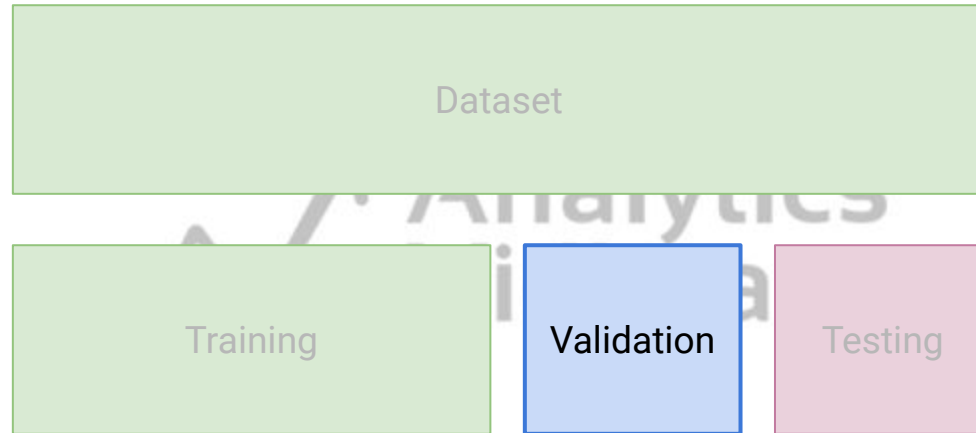 Dataset
Analytics
Training
Validation
Testing